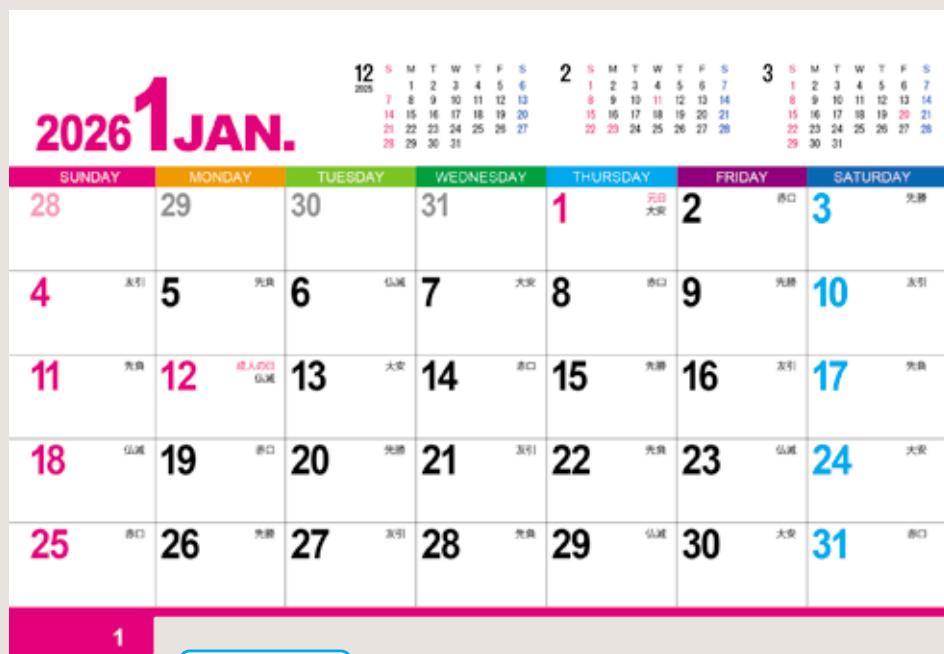 2026 1 JAN.
12 2025
S M T W T F S
1 2 3 4 5 6
7 8 9 10 11 12 13
14 15 16 17 18 19 20
21 22 23 24 25 26 27
28 29 30 31
2
S M T W T F S
1 2 3 4 5 6 7
8 9 10 11 12 13 14
15 16 17 18 19 20 21
22 23 24 25 26 27 28
3
S M T W T F S
1 2 3 4 5 6 7
8 9 10 11 12 13 14
15 16 17 18 19 20 21
22 23 24 25 26 27 28
29 30 31
SUNDAY MONDAY TUESDAY WEDNESDAY THURSDAY FRIDAY SATURDAY
28 29 30 31 1 元日 大安 2 赤口 3 先勝
4 友引 5 先負 6 仏滅 7 大安 8 赤口 9 先勝 10 友引
11 先負 12 成人の日 仏滅 13 大安 14 赤口 15 先勝 16 友引 17 先負
18 仏滅 19 赤口 20 先勝 21 友引 22 先負 23 仏滅 24 大安
25 赤口 26 先勝 27 友引 28 先負 29 仏滅 30 大安 31 赤口
1